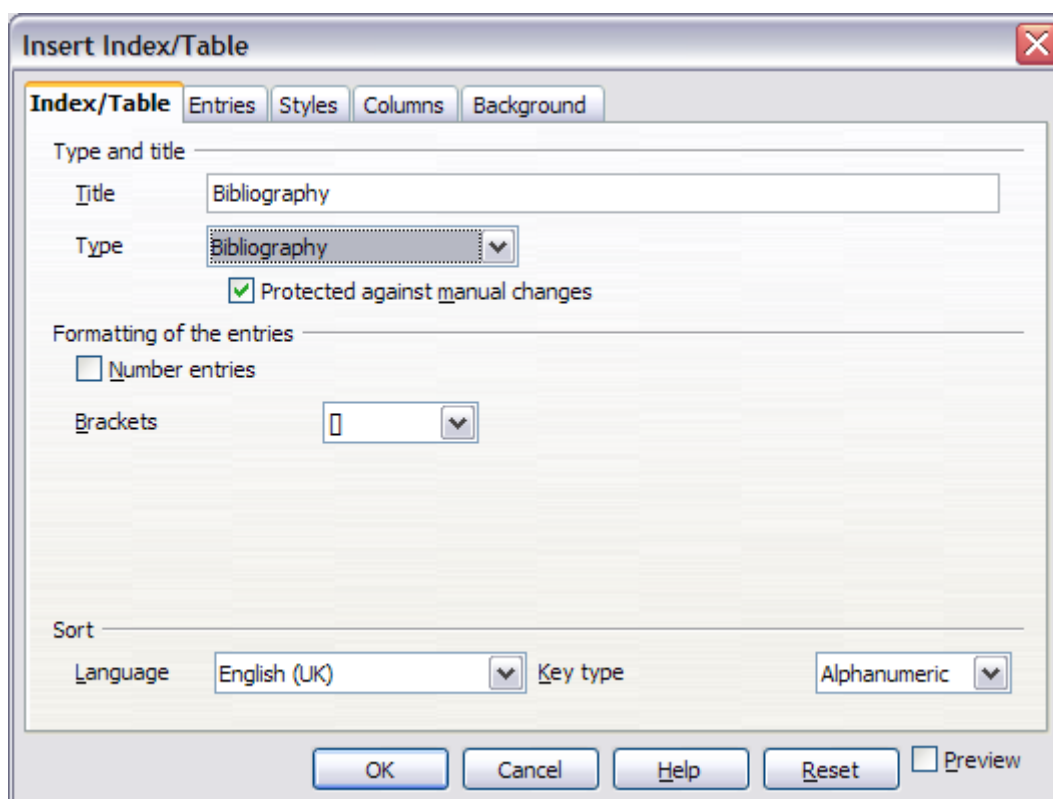 Insert Index/Table
Index/Table Entries Styles Columns Background
Type and title
Title Bibliography
Type Bibliography
Protected against manual changes
Formatting of the entries
Number entries
Brackets []
Sort
Language English (UK) Key type Alphanumeric
OK Cancel Help Reset Preview